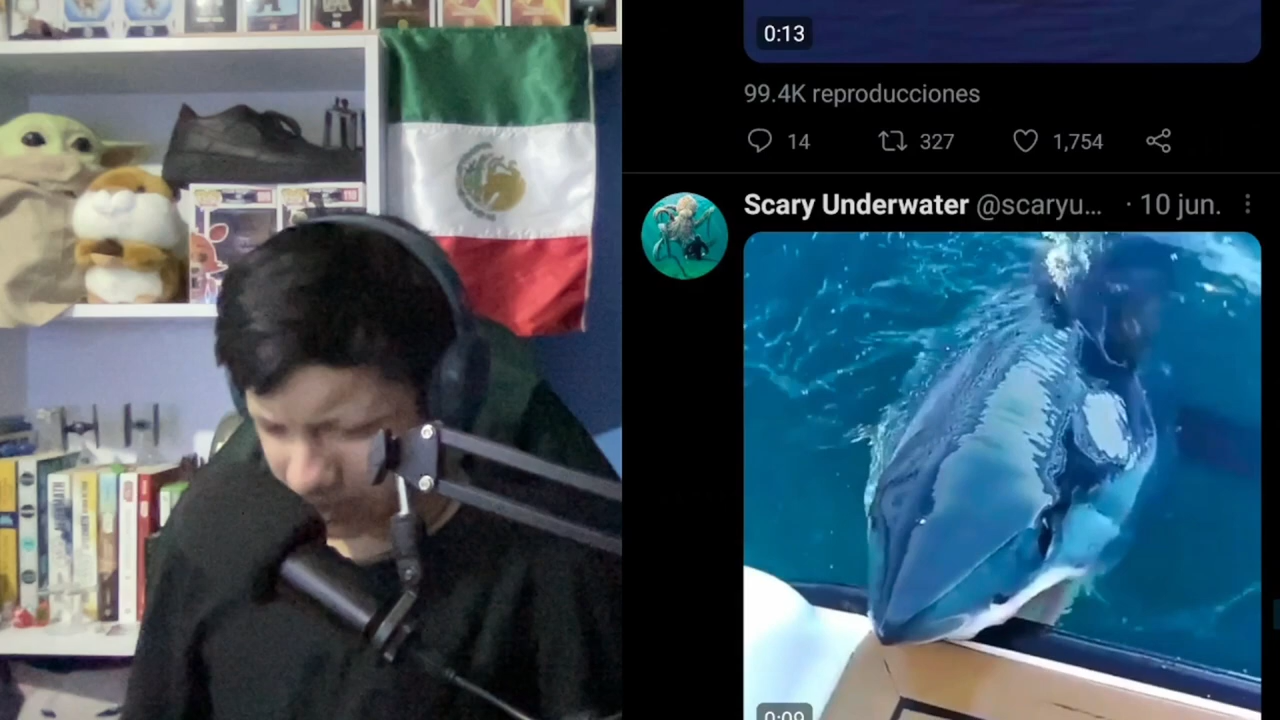 0:13
99.4K reproducciones
14 327 1,754
Scary Underwater @scaryu... · 10 jun.
0:09